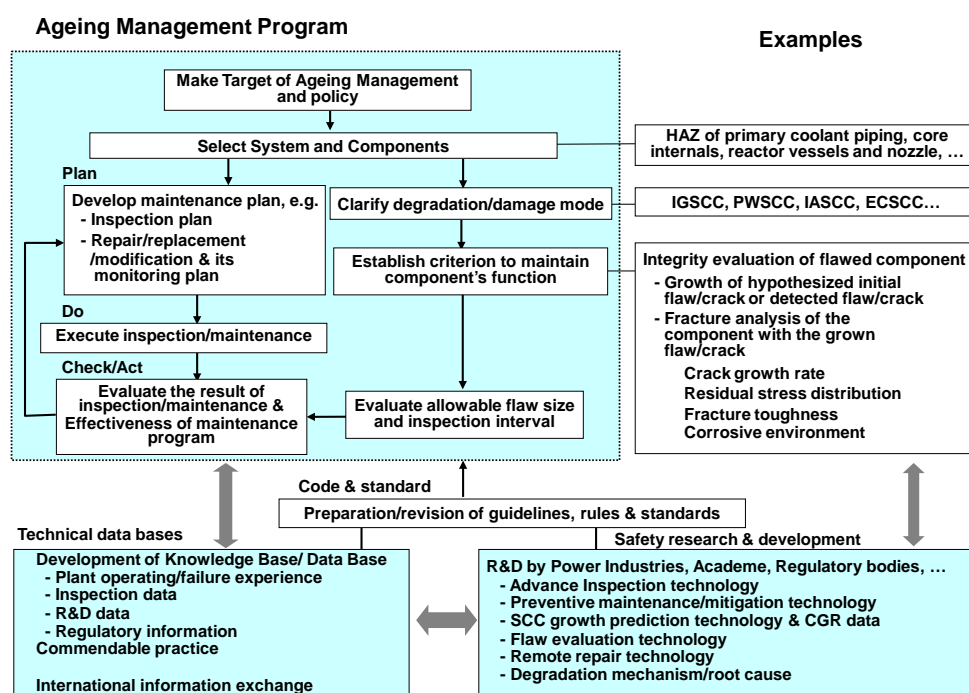 Ageing Management Program
Examples
Make Target of Ageing Management
and policy
Select System and Components
HAZ of primary coolant piping, core
internals, reactor vessels and nozzle, …
Plan
Develop maintenance plan, e.g.
- Inspection plan
- Repair/replacement
/modification & its
monitoring plan
Clarify degradation/damage mode
IGSCC, PWSCC, IASCC, ECSCC…
Establish criterion to maintain
component's function
Integrity evaluation of flawed component
- Growth of hypothesized initial
flaw/crack or detected flaw/crack
- Fracture analysis of the
component with the grown
flaw/crack
Crack growth rate
Residual stress distribution
Fracture toughness
Corrosive environment
Do
Execute inspection/maintenance
Check/Act
Evaluate the result of
inspection/maintenance &
Effectiveness of maintenance
program
Evaluate allowable flaw size
and inspection interval
Code & standard
Preparation/revision of guidelines, rules & standards
Technical data bases
Development of Knowledge Base/ Data Base
- Plant operating/failure experience
- Inspection data
- R&D data
- Regulatory information
Commendable practice
International information exchange
Safety research & development
R&D by Power Industries, Academe, Regulatory bodies, …
- Advance Inspection technology
- Preventive maintenance/mitigation technology
- SCC growth prediction technology & CGR data
- Flaw evaluation technology
- Remote repair technology
- Degradation mechanism/root cause